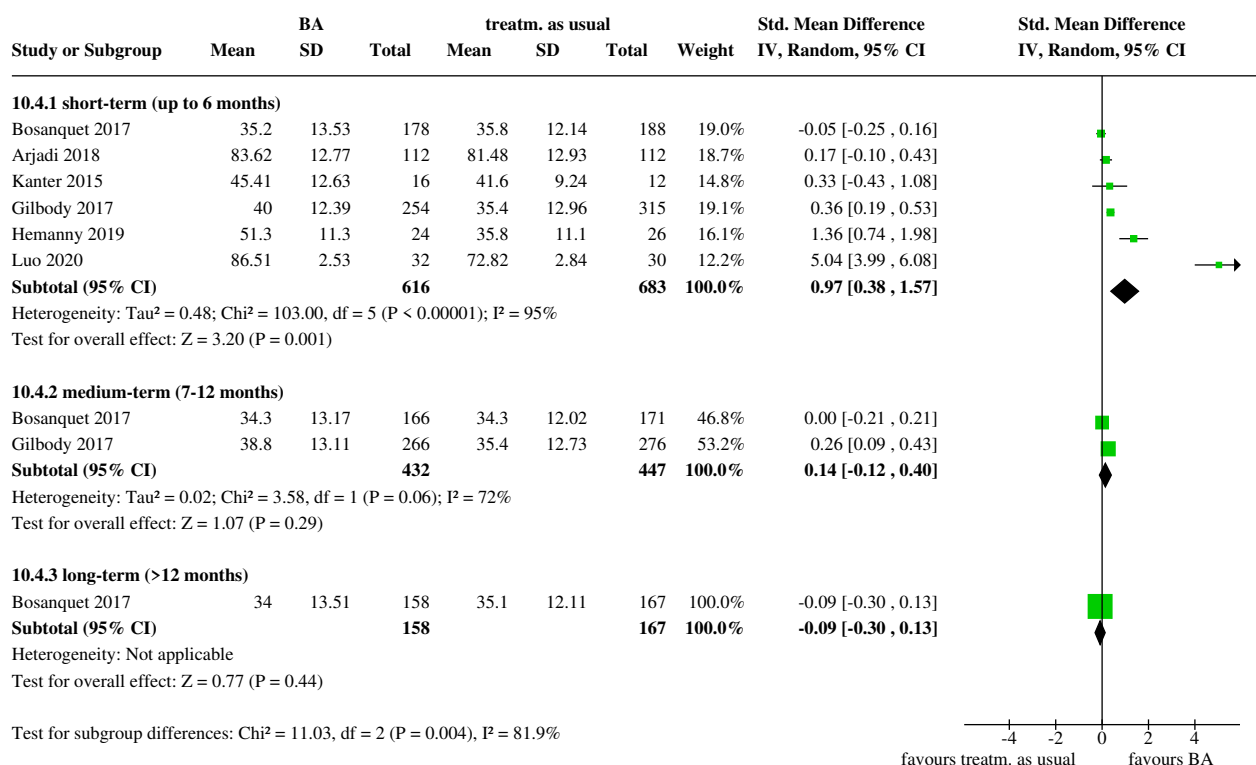 BA treatm. as usual Std. Mean Difference Std. Mean Difference
Study or Subgroup Mean SD Total Mean SD Total Weight IV, Random, 95% CI IV, Random, 95% CI
10.4.1 short-term (up to 6 months)
Bosanquet 2017 35.2 13.53 178 35.8 12.14 188 19.0% -0.05 [-0.25 , 0.16]
Arjadi 2018 83.62 12.77 112 81.48 12.93 112 18.7% 0.17 [-0.10 , 0.43]
Kanter 2015 45.41 12.63 16 41.6 9.24 12 14.8% 0.33 [-0.43 , 1.08]
Gilbody 2017 40 12.39 254 35.4 12.96 315 19.1% 0.36 [0.19 , 0.53]
Hemanny 2019 51.3 11.3 24 35.8 11.1 26 16.1% 1.36 [0.74 , 1.98]
Luo 2020 86.51 2.53 32 72.82 2.84 30 12.2% 5.04 [3.99 , 6.08]
Subtotal (95% CI) 616 683 100.0% 0.97 [0.38 , 1.57]
Heterogeneity: Tau² = 0.48; Chi² = 103.00, df = 5 (P < 0.00001); I² = 95%
Test for overall effect: Z = 3.20 (P = 0.001)
10.4.2 medium-term (7-12 months)
Bosanquet 2017 34.3 13.17 166 34.3 12.02 171 46.8% 0.00 [-0.21 , 0.21]
Gilbody 2017 38.8 13.11 266 35.4 12.73 276 53.2% 0.26 [0.09 , 0.43]
Subtotal (95% CI) 432 447 100.0% 0.14 [-0.12 , 0.40]
Heterogeneity: Tau² = 0.02; Chi² = 3.58, df = 1 (P = 0.06); I² = 72%
Test for overall effect: Z = 1.07 (P = 0.29)
10.4.3 long-term (>12 months)
Bosanquet 2017 34 13.51 158 35.1 12.11 167 100.0% -0.09 [-0.30 , 0.13]
Subtotal (95% CI) 158 167 100.0% -0.09 [-0.30 , 0.13]
Heterogeneity: Not applicable
Test for overall effect: Z = 0.77 (P = 0.44)
Test for subgroup differences: Chi² = 11.03, df = 2 (P = 0.004), I² = 81.9%
-4 -2 0 2 4
favours treatm. as usual favours BA